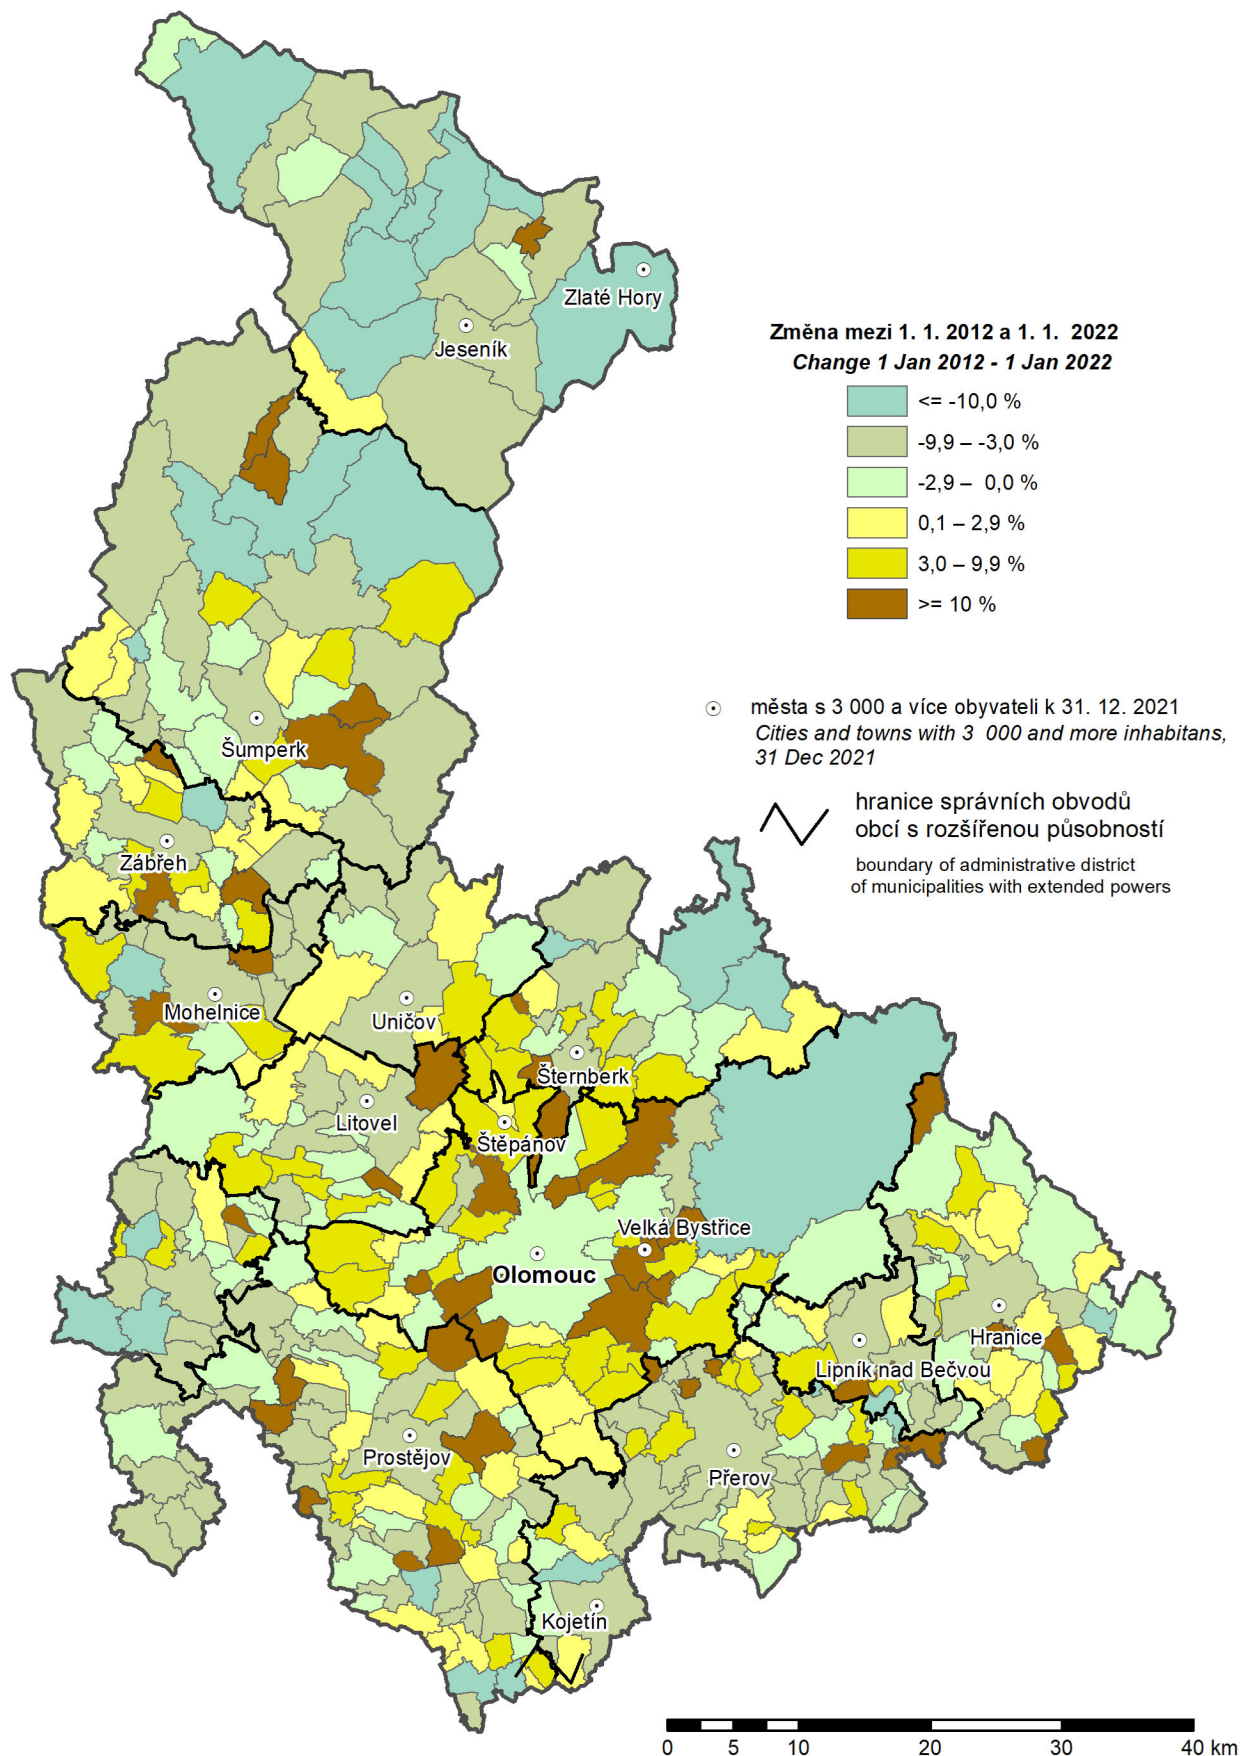 Zlaté Hory
Změna mezi 1. 1. 2012 a 1. 1. 2022
Jeseník
Change 1 Jan 2012 - 1 Jan 2022
<= -10,0 %
-9,9 – -3,0 %
-2,9 – 0,0 %
0,1 – 2,9 %
3,0 – 9,9 %
>= 10 %
města s 3 000 a více obyvateli k 31. 12. 2021
Cities and towns with 3 000 and more inhabitans,
31 Dec 2021
Šumperk
hranice správních obvodů
obcí s rozšířenou působností
boundary of administrative district
of municipalities with extended powers
Zábřeh
Mohelnice
Uničov
Šternberk
Litovel
Štěpánov
Velká Bystřice
Olomouc
Hranice
Lipník nad Bečvou
Prostějov
Přerov
Kojetín
0 5 10 20 30 40 km